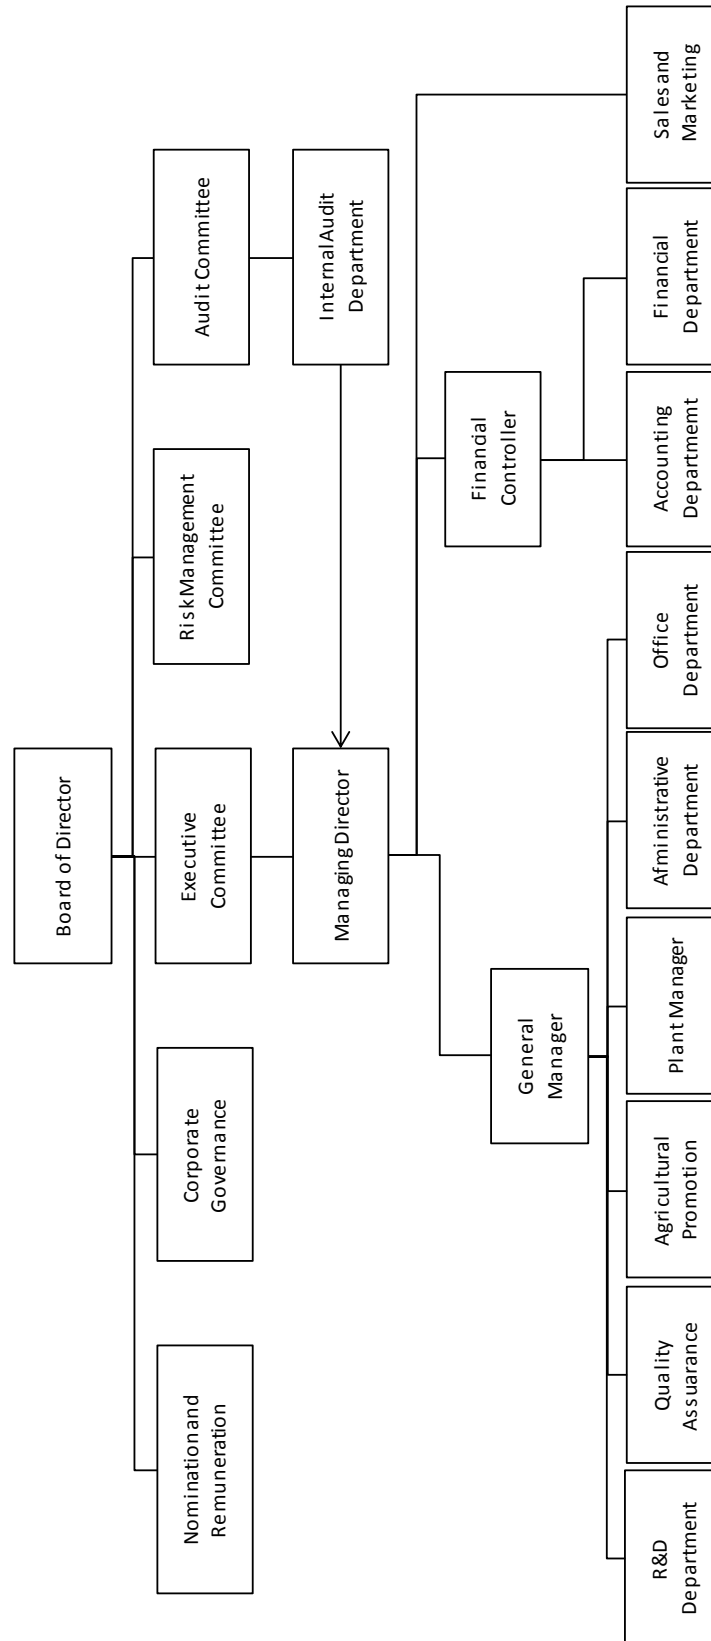 Board of Director
Nomination and
Remuneration
Corporate
Governance
Executive
Committee
Risk Management
Committee
Audit Committee
Managing Director
Internal Audit
Department
General
Manager
Financial
Controller
R&D
Department
Quality
Assuarance
Agricultural
Promotion
Plant Manager
Afministrative
Department
Office
Department
Accounting
Departmemt
Financial
Department
Sales and
Marketing